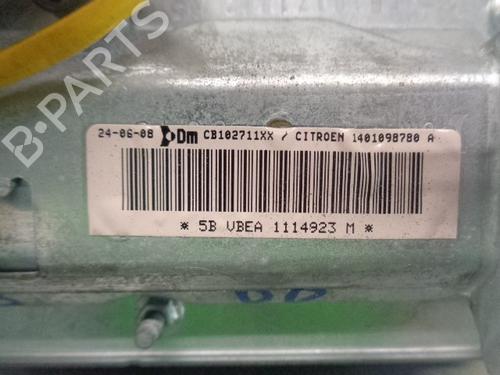 24-06-08 Dm CB102711XX / CITROEN 1401098780 A
* 5B VBEA 1114923 M *
B-PARTS